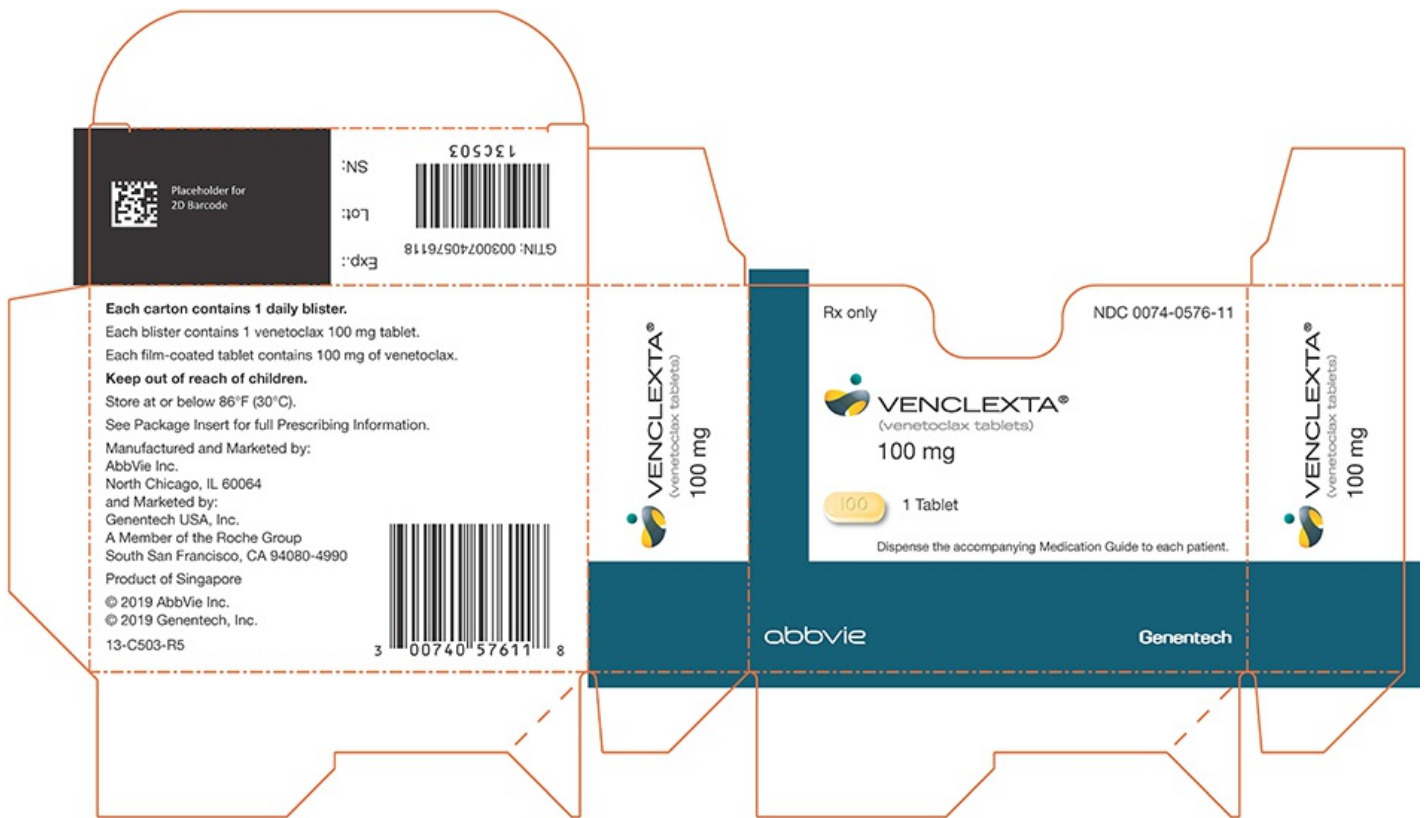 Placeholder for
2D Barcode
SN:
Lot:
Exp.:
13C503
GTIN: 00300740576118
Each carton contains 1 daily blister.
Each blister contains 1 venetoclax 100 mg tablet.
Each film-coated tablet contains 100 mg of venetoclax.
Keep out of reach of children.
Store at or below 86°F (30°C).
See Package Insert for full Prescribing Information.
Manufactured and Marketed by:
AbbVie Inc.
North Chicago, IL 60064
and Marketed by:
Genentech USA, Inc.
A Member of the Roche Group
South San Francisco, CA 94080-4990
Product of Singapore
© 2019 AbbVie Inc.
© 2019 Genentech, Inc.
13-C503-R5
3 00740 57611 8
VENCLEXTA®
(venetoclax tablets)
100 mg
Rx only
NDC 0074-0576-11
VENCLEXTA®
(venetoclax tablets)
100 mg
100
1 Tablet
Dispense the accompanying Medication Guide to each patient.
abbvie
Genentech
VENCLEXTA®
(venetoclax tablets)
100 mg